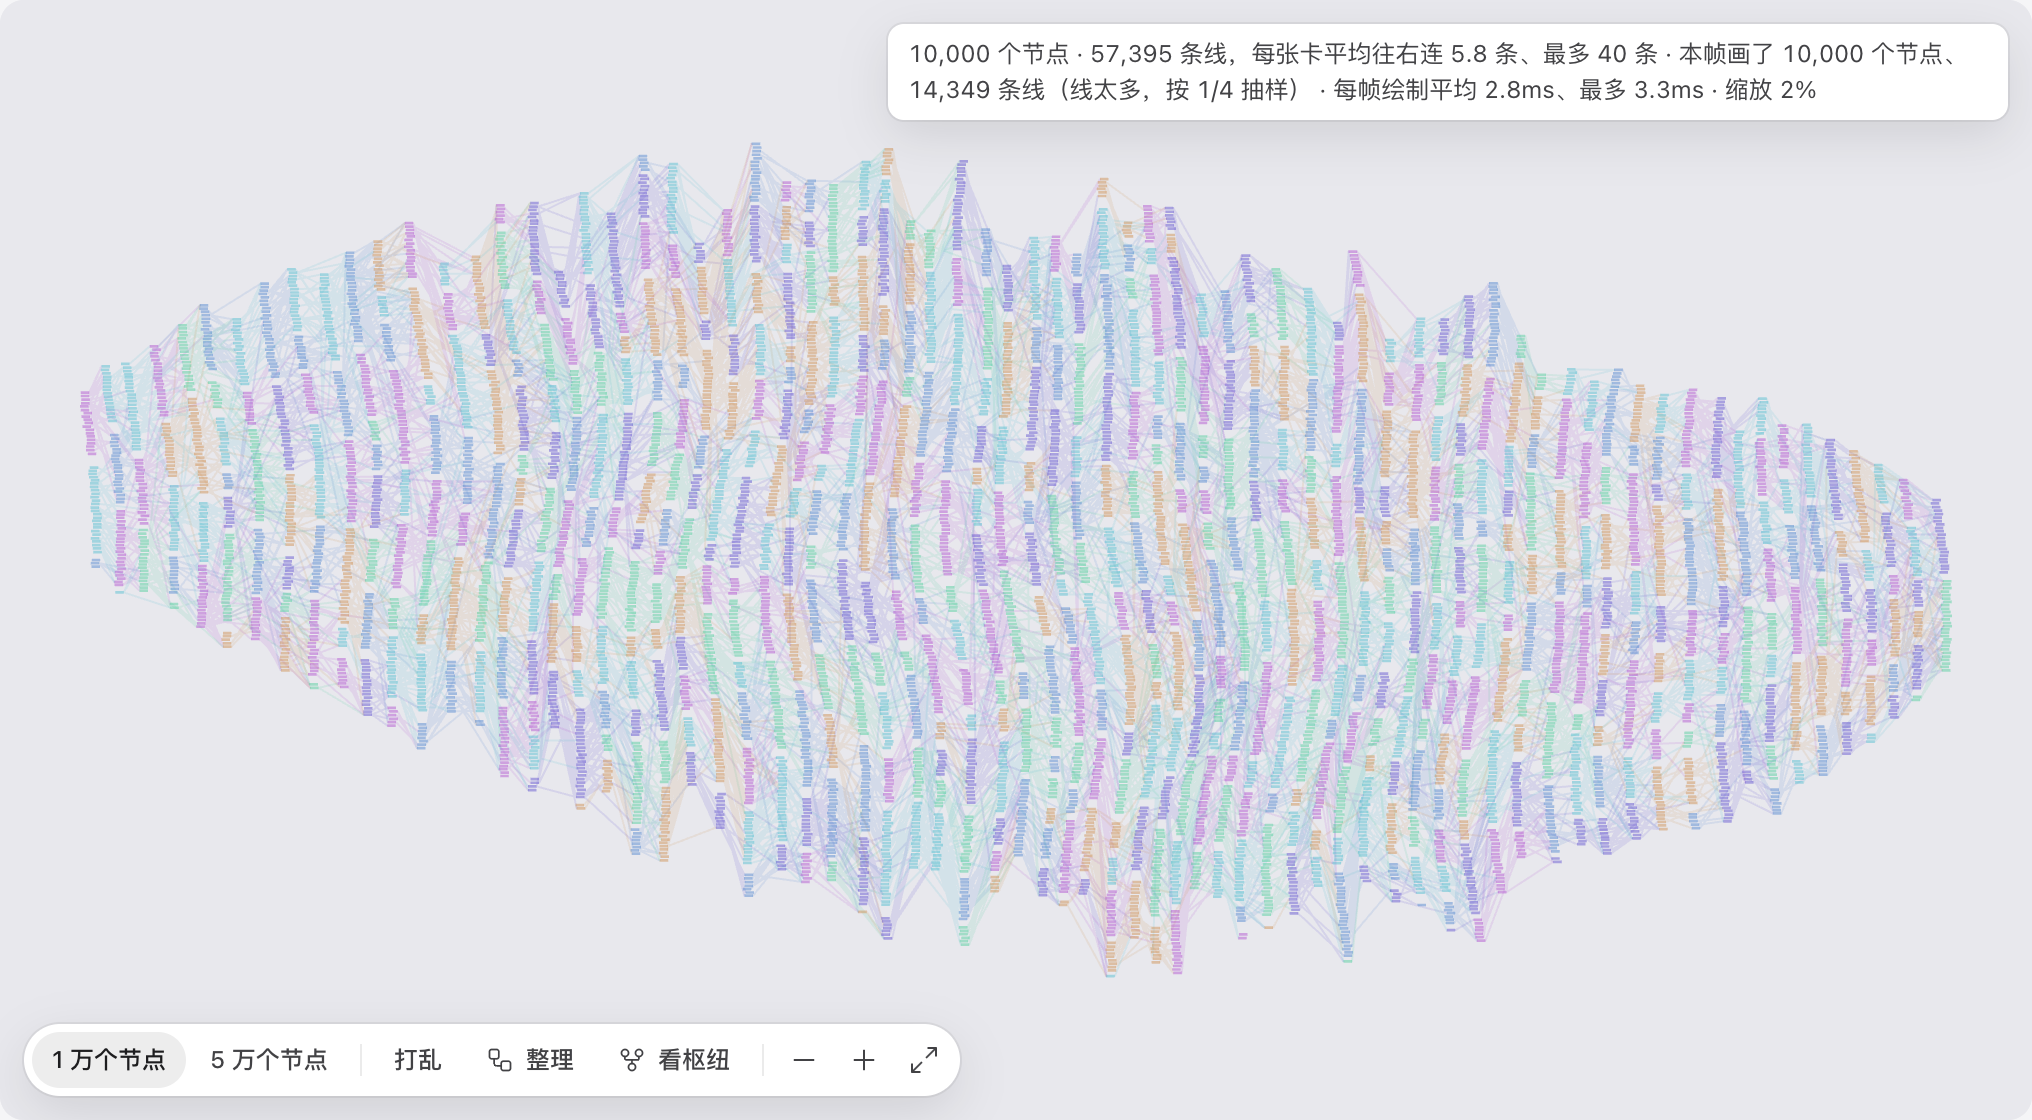 10,000 个节点 · 57,395 条线，每张卡平均往右连 5.8 条、最多 40 条 · 本帧画了 10,000 个节点、
14,349 条线（线太多，按 1/4 抽样） · 每帧绘制平均 2.8ms、最多 3.3ms · 缩放 2%
1 万个节点 5 万个节点 打乱 整理 看枢纽